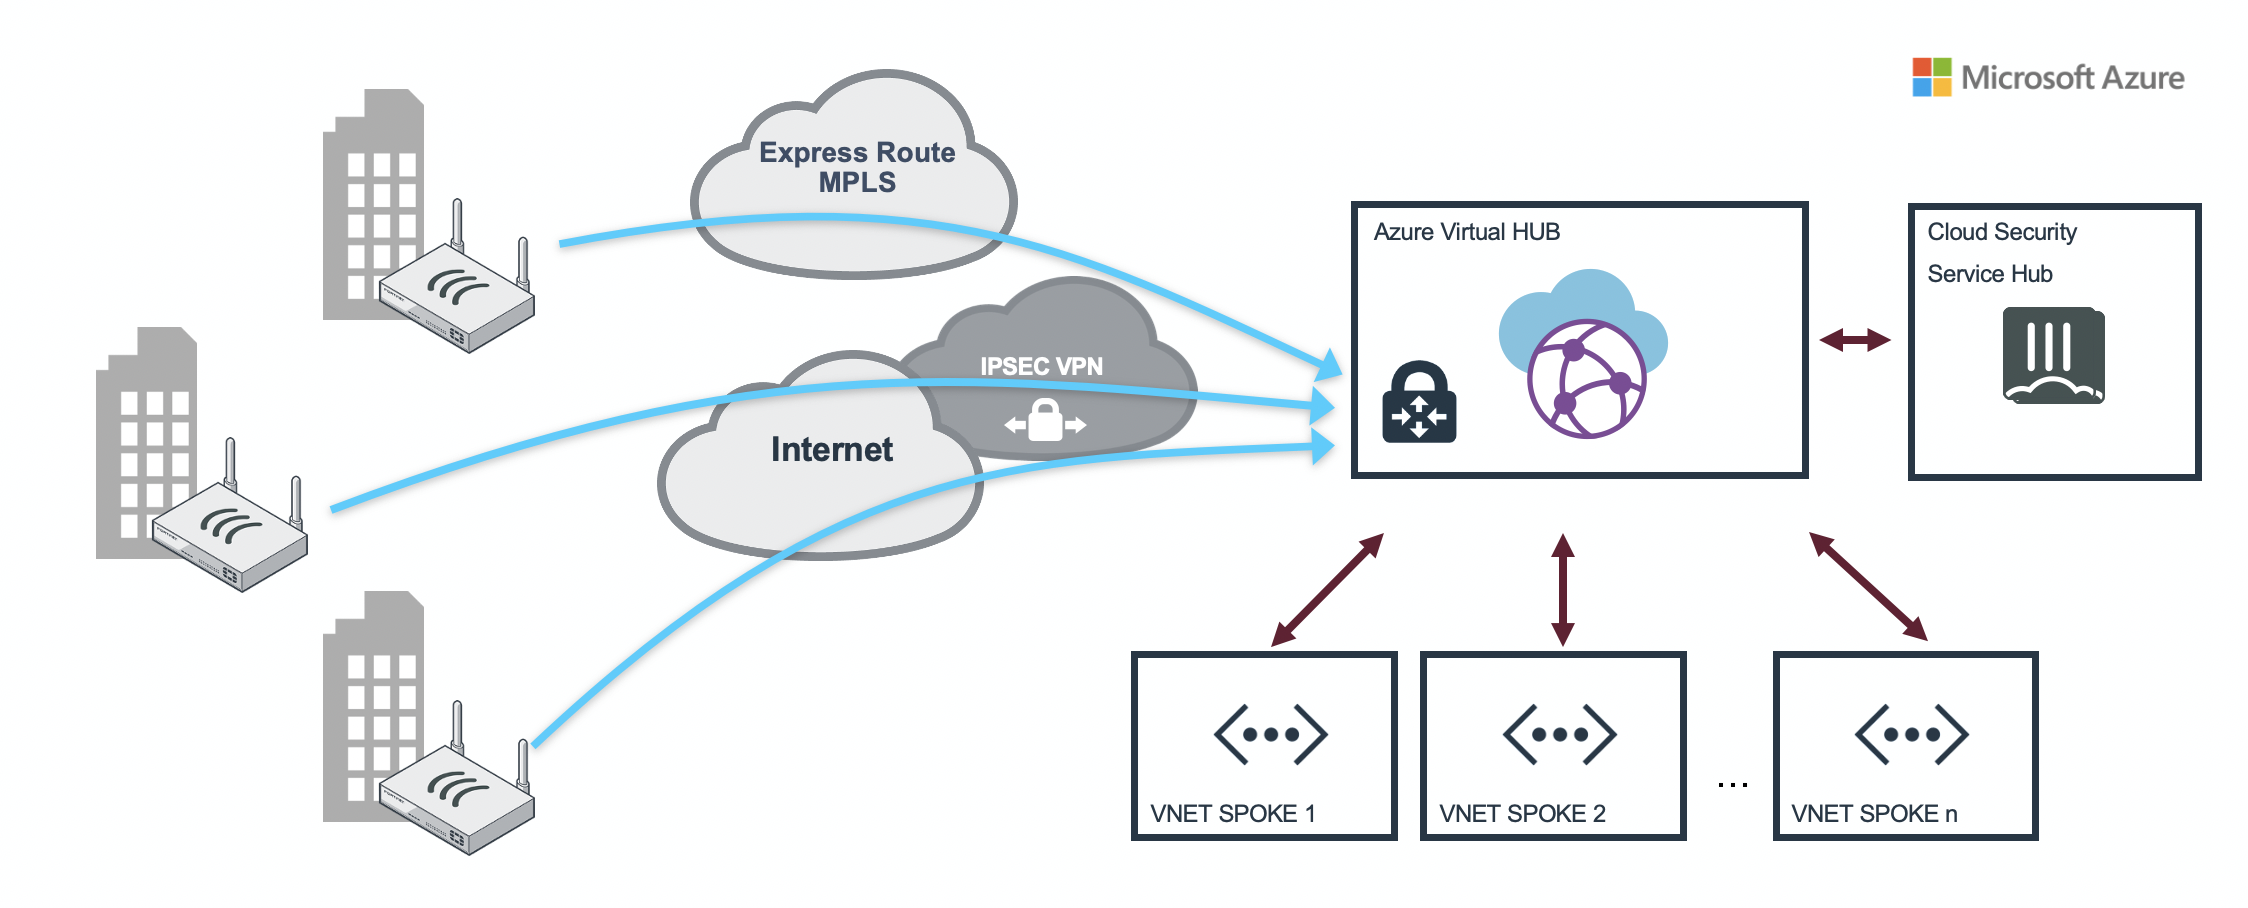 Microsoft Azure
Express Route
MPLS
Azure Virtual HUB
Cloud Security
Service Hub
IPSEC VPN
Internet
VNET SPOKE 1
VNET SPOKE 2
...
VNET SPOKE n